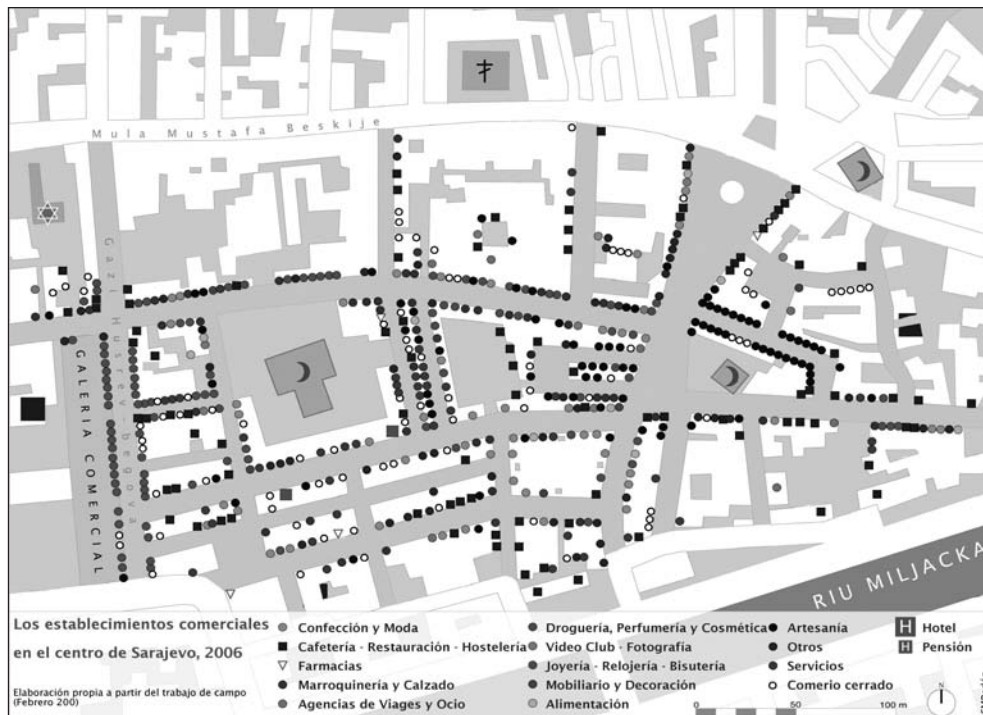 Mula Mustafa Beskije
Gazi Husrev-begova
GALERIA COMERCIAL
RIU MILJACKA
Los establecimientos comerciales
en el centro de Sarajevo, 2006
Elaboración propia a partir del trabajo de campo
(Febrero 200)
Confección y Moda
Cafetería - Restauración - Hostelería
Farmacias
Marroquinería y Calzado
Agencias de Viages y Ocio
Droguería, Perfumería y Cosmética
Video Club - Fotografía
Joyería - Relojería - Bisutería
Mobiliario y Decoración
Alimentación
Artesanía
Otros
Servicios
Comerio cerrado
H Hotel
H Pensión
0 50 100 m
N